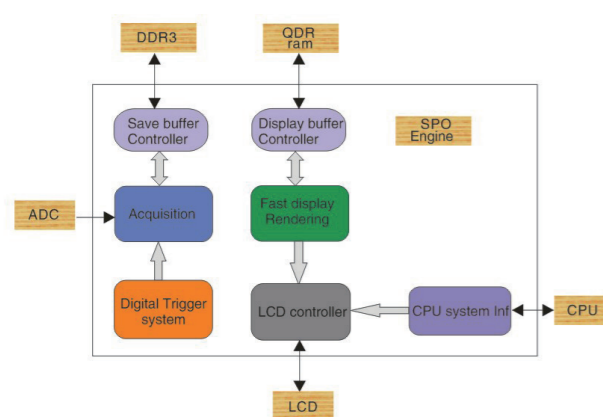 DDR3
QDR
ram
Save buffer
Controller
Display buffer
Controller
SPO
Engine
ADC
Acquisition
Fast display
Rendering
Digital Trigger
system
LCD controller
CPU system Inf
CPU
LCD